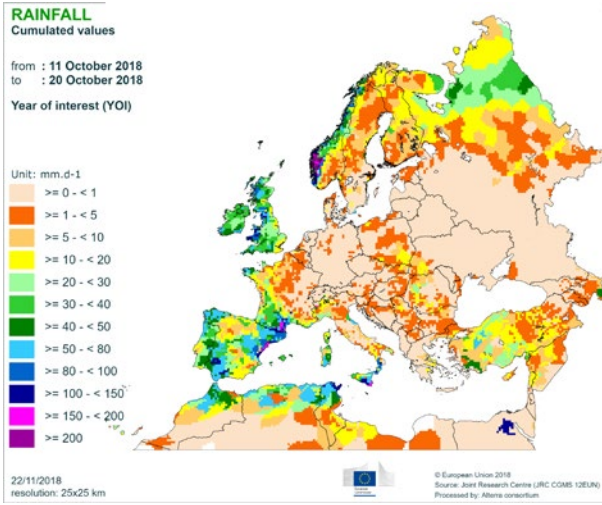 RAINFALL
Cumulated values
from : 11 October 2018
to : 20 October 2018
Year of interest (YOI)
Unit: mm.d-1
>= 0 - < 1
>= 1 - < 5
>= 5 - < 10
>= 10 - < 20
>= 20 - < 30
>= 30 - < 40
>= 40 - < 50
>= 50 - < 80
>= 80 - < 100
>= 100 - < 150
>= 150 - < 200
>= 200
22/11/2018
resolution: 25x25 km
© European Union 2018
Source: Joint Research Centre (JRC CGMS 12EUN)
Processed by: Alterra consortium